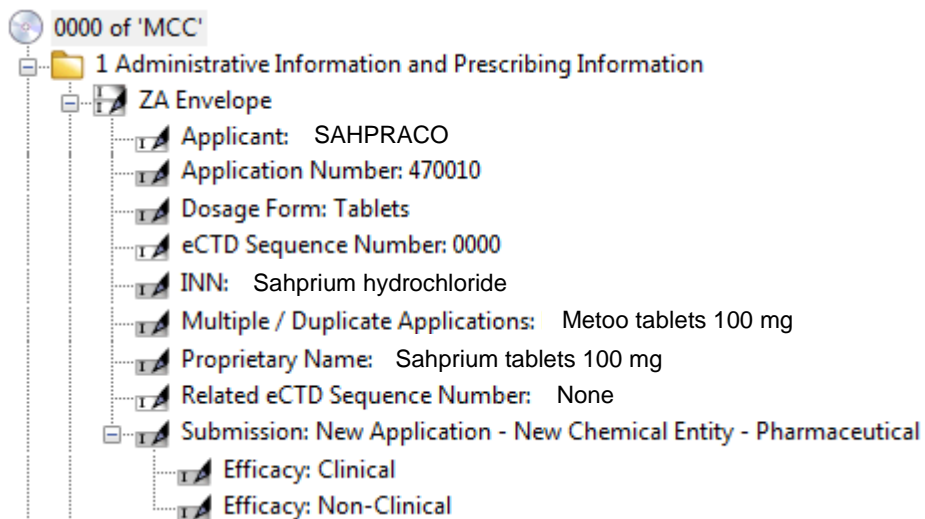 0000 of 'MCC'
1 Administrative Information and Prescribing Information
ZA Envelope
Applicant: SAHPRACO
Application Number: 470010
Dosage Form: Tablets
eCTD Sequence Number: 0000
INN: Sahprium hydrochloride
Multiple / Duplicate Applications: Metoo tablets 100 mg
Proprietary Name: Sahprium tablets 100 mg
Related eCTD Sequence Number: None
Submission: New Application - New Chemical Entity - Pharmaceutical
Efficacy: Clinical
Efficacy: Non-Clinical